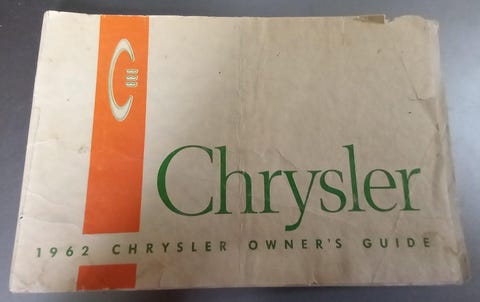 Chrysler
1962 CHRYSLER OWNER'S GUIDE